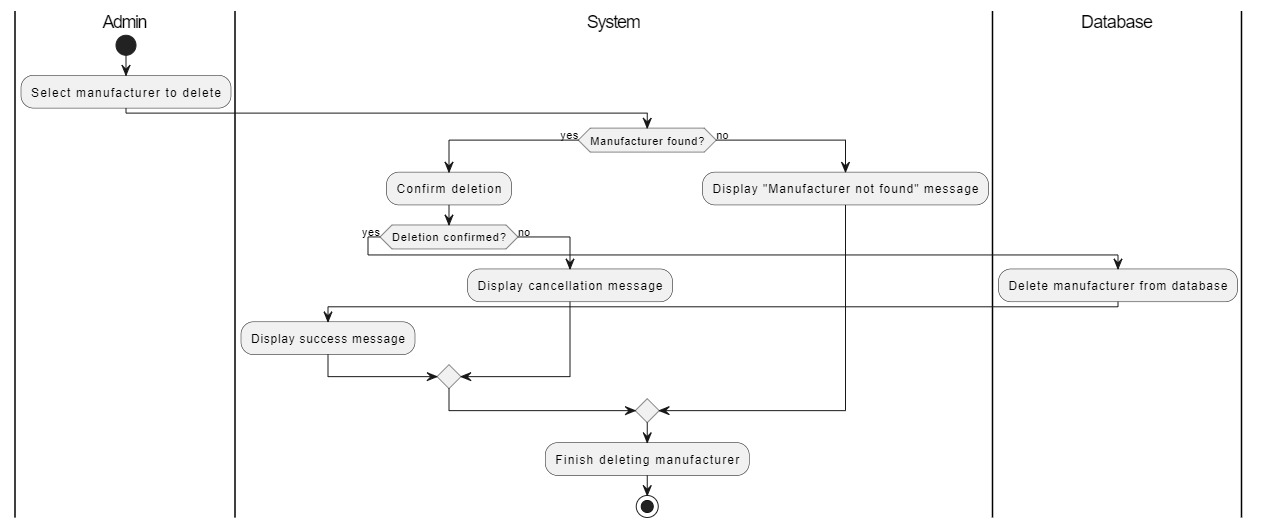 Admin
System
Database
Select manufacturer to delete
yes
Manufacturer found?
no
Confirm deletion
Display "Manufacturer not found" message
yes
Deletion confirmed?
no
Display cancellation message
Delete manufacturer from database
Display success message
Finish deleting manufacturer